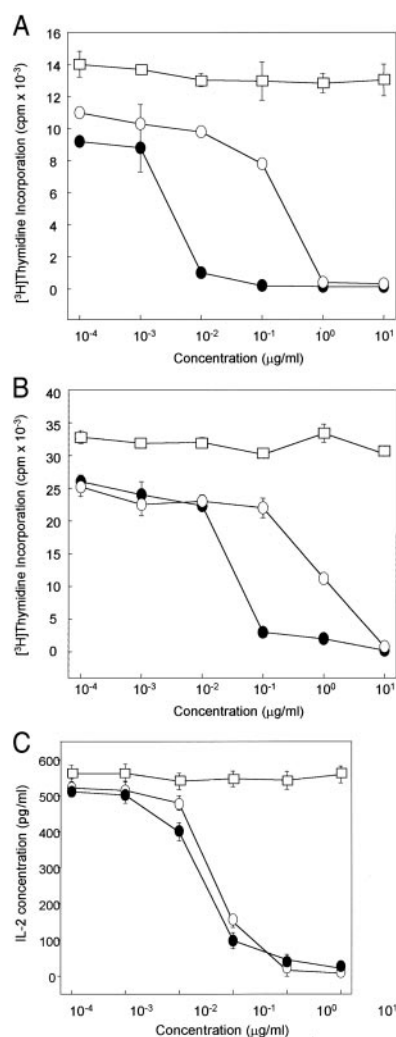 A
[³H]Thymidine Incorporation (cpm x 10⁻³)
16
14
12
10
8
6
4
2
0
10⁻⁴ 10⁻³ 10⁻² 10⁻¹ 10⁰ 10¹
Concentration (µg/ml)
B
[³H]Thymidine Incorporation (cpm x 10⁻³)
40
35
30
25
20
15
10
5
0
10⁻⁴ 10⁻³ 10⁻² 10⁻¹ 10⁰ 10¹
Concentration (µg/ml)
C
IL-2 concentration (pg/ml)
600
500
400
300
200
100
0
10⁻⁴ 10⁻³ 10⁻² 10⁻¹ 10⁰ 10¹
Concentration (µg/ml)